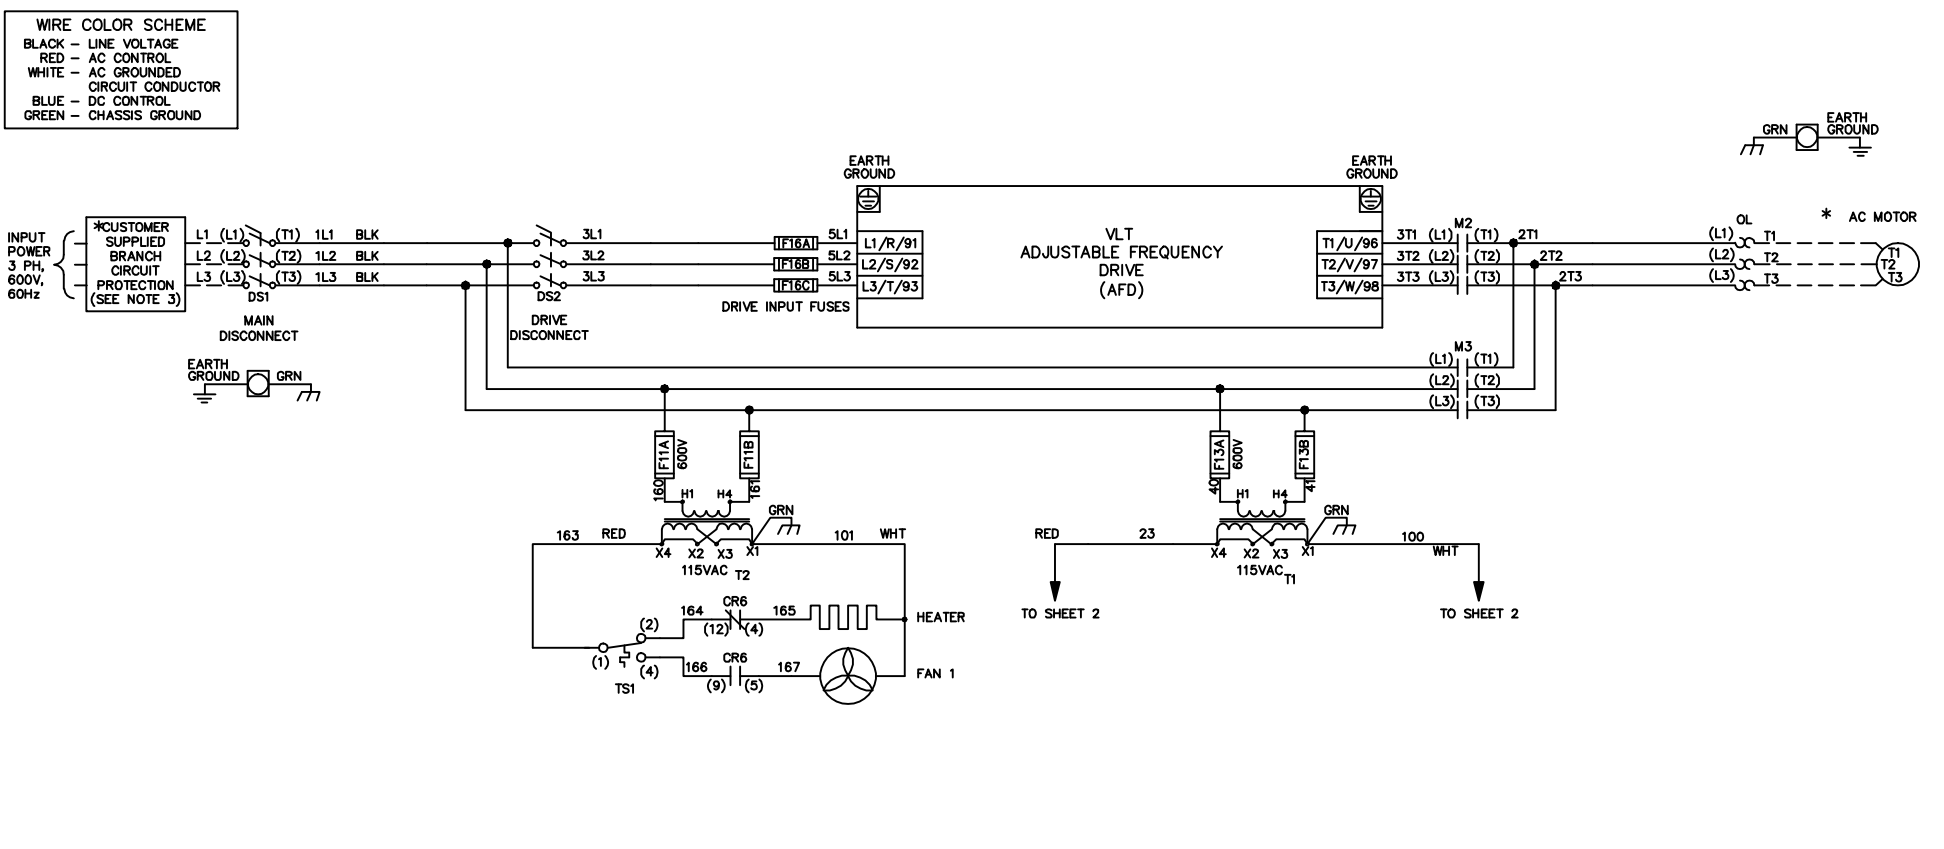 WIRE COLOR SCHEME
BLACK – LINE VOLTAGE
RED – AC CONTROL
WHITE – AC GROUNDED
CIRCUIT CONDUCTOR
BLUE – DC CONTROL
GREEN – CHASSIS GROUND
GRN
EARTH
GROUND
* AC MOTOR
EARTH
GROUND
EARTH
GROUND
INPUT
POWER
3 PH,
600V,
60Hz
*CUSTOMER
SUPPLIED
BRANCH
CIRCUIT
PROTECTION
(SEE NOTE 3)
L1 (L1) (T1) 1L1 BLK
L2 (L2) (T2) 1L2 BLK
L3 (L3) (T3) 1L3 BLK
DS1
MAIN
DISCONNECT
3L1
3L2
3L3
DS2
DRIVE
DISCONNECT
F16A 5L1 L1/R/91
F16B 5L2 L2/S/92
F16C 5L3 L3/T/93
DRIVE INPUT FUSES
VLT
ADJUSTABLE FREQUENCY
DRIVE
(AFD)
M2
T1/U/96 3T1 (L1) (T1) 2T1
T2/V/97 3T2 (L2) (T2) 2T2
T3/W/98 3T3 (L3) (T3) 2T3
OL
(L1) T1
(L2) T2
(L3) T3
T1
T2
T3
EARTH
GROUND GRN
M3
(L1) (T1)
(L2) (T2)
(L3) (T3)
F11A
600V
F11B
160
161
H1 H4
GRN
163 RED
101 WHT
X4 X2 X3 X1
115VAC T2
F13A
600V
F13B
40
41
H1 H4
GRN
RED 23
100
WHT
X4 X2 X3 X1
115VAC T1
TO SHEET 2
TO SHEET 2
CR6
164 165
(12) (4)
HEATER
(2)
(1)
(4)
TS1
CR6
166 167
(9) (5)
FAN 1